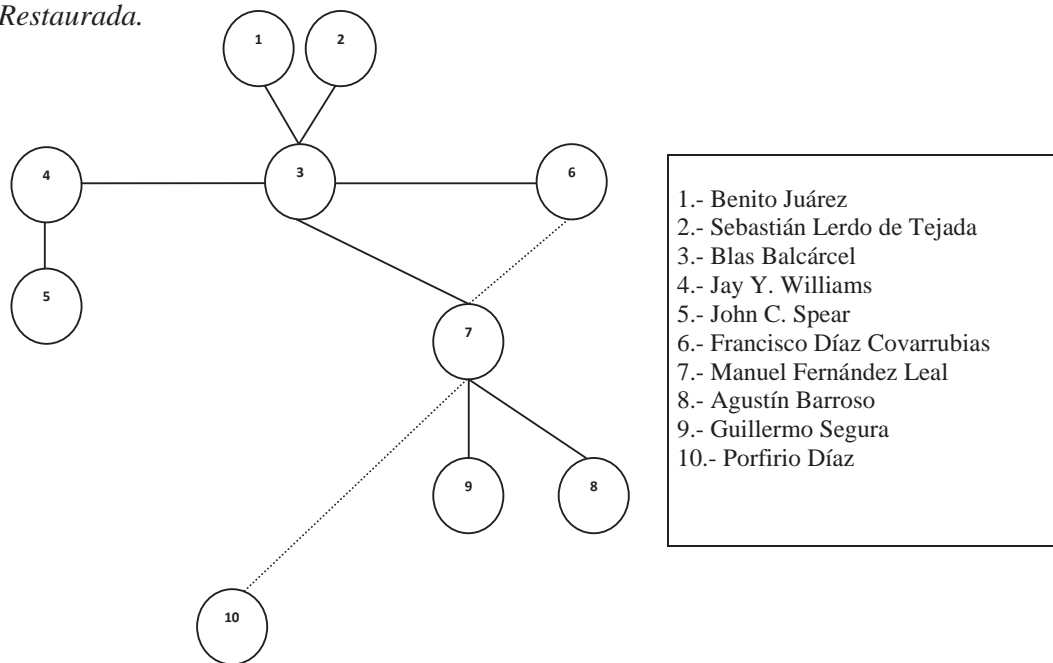 Restaurada.
1
2
3
4
6
5
7
9
8
10
1.- Benito Juárez
2.- Sebastián Lerdo de Tejada
3.- Blas Balcárcel
4.- Jay Y. Williams
5.- John C. Spear
6.- Francisco Díaz Covarrubias
7.- Manuel Fernández Leal
8.- Agustín Barroso
9.- Guillermo Segura
10.- Porfirio Díaz